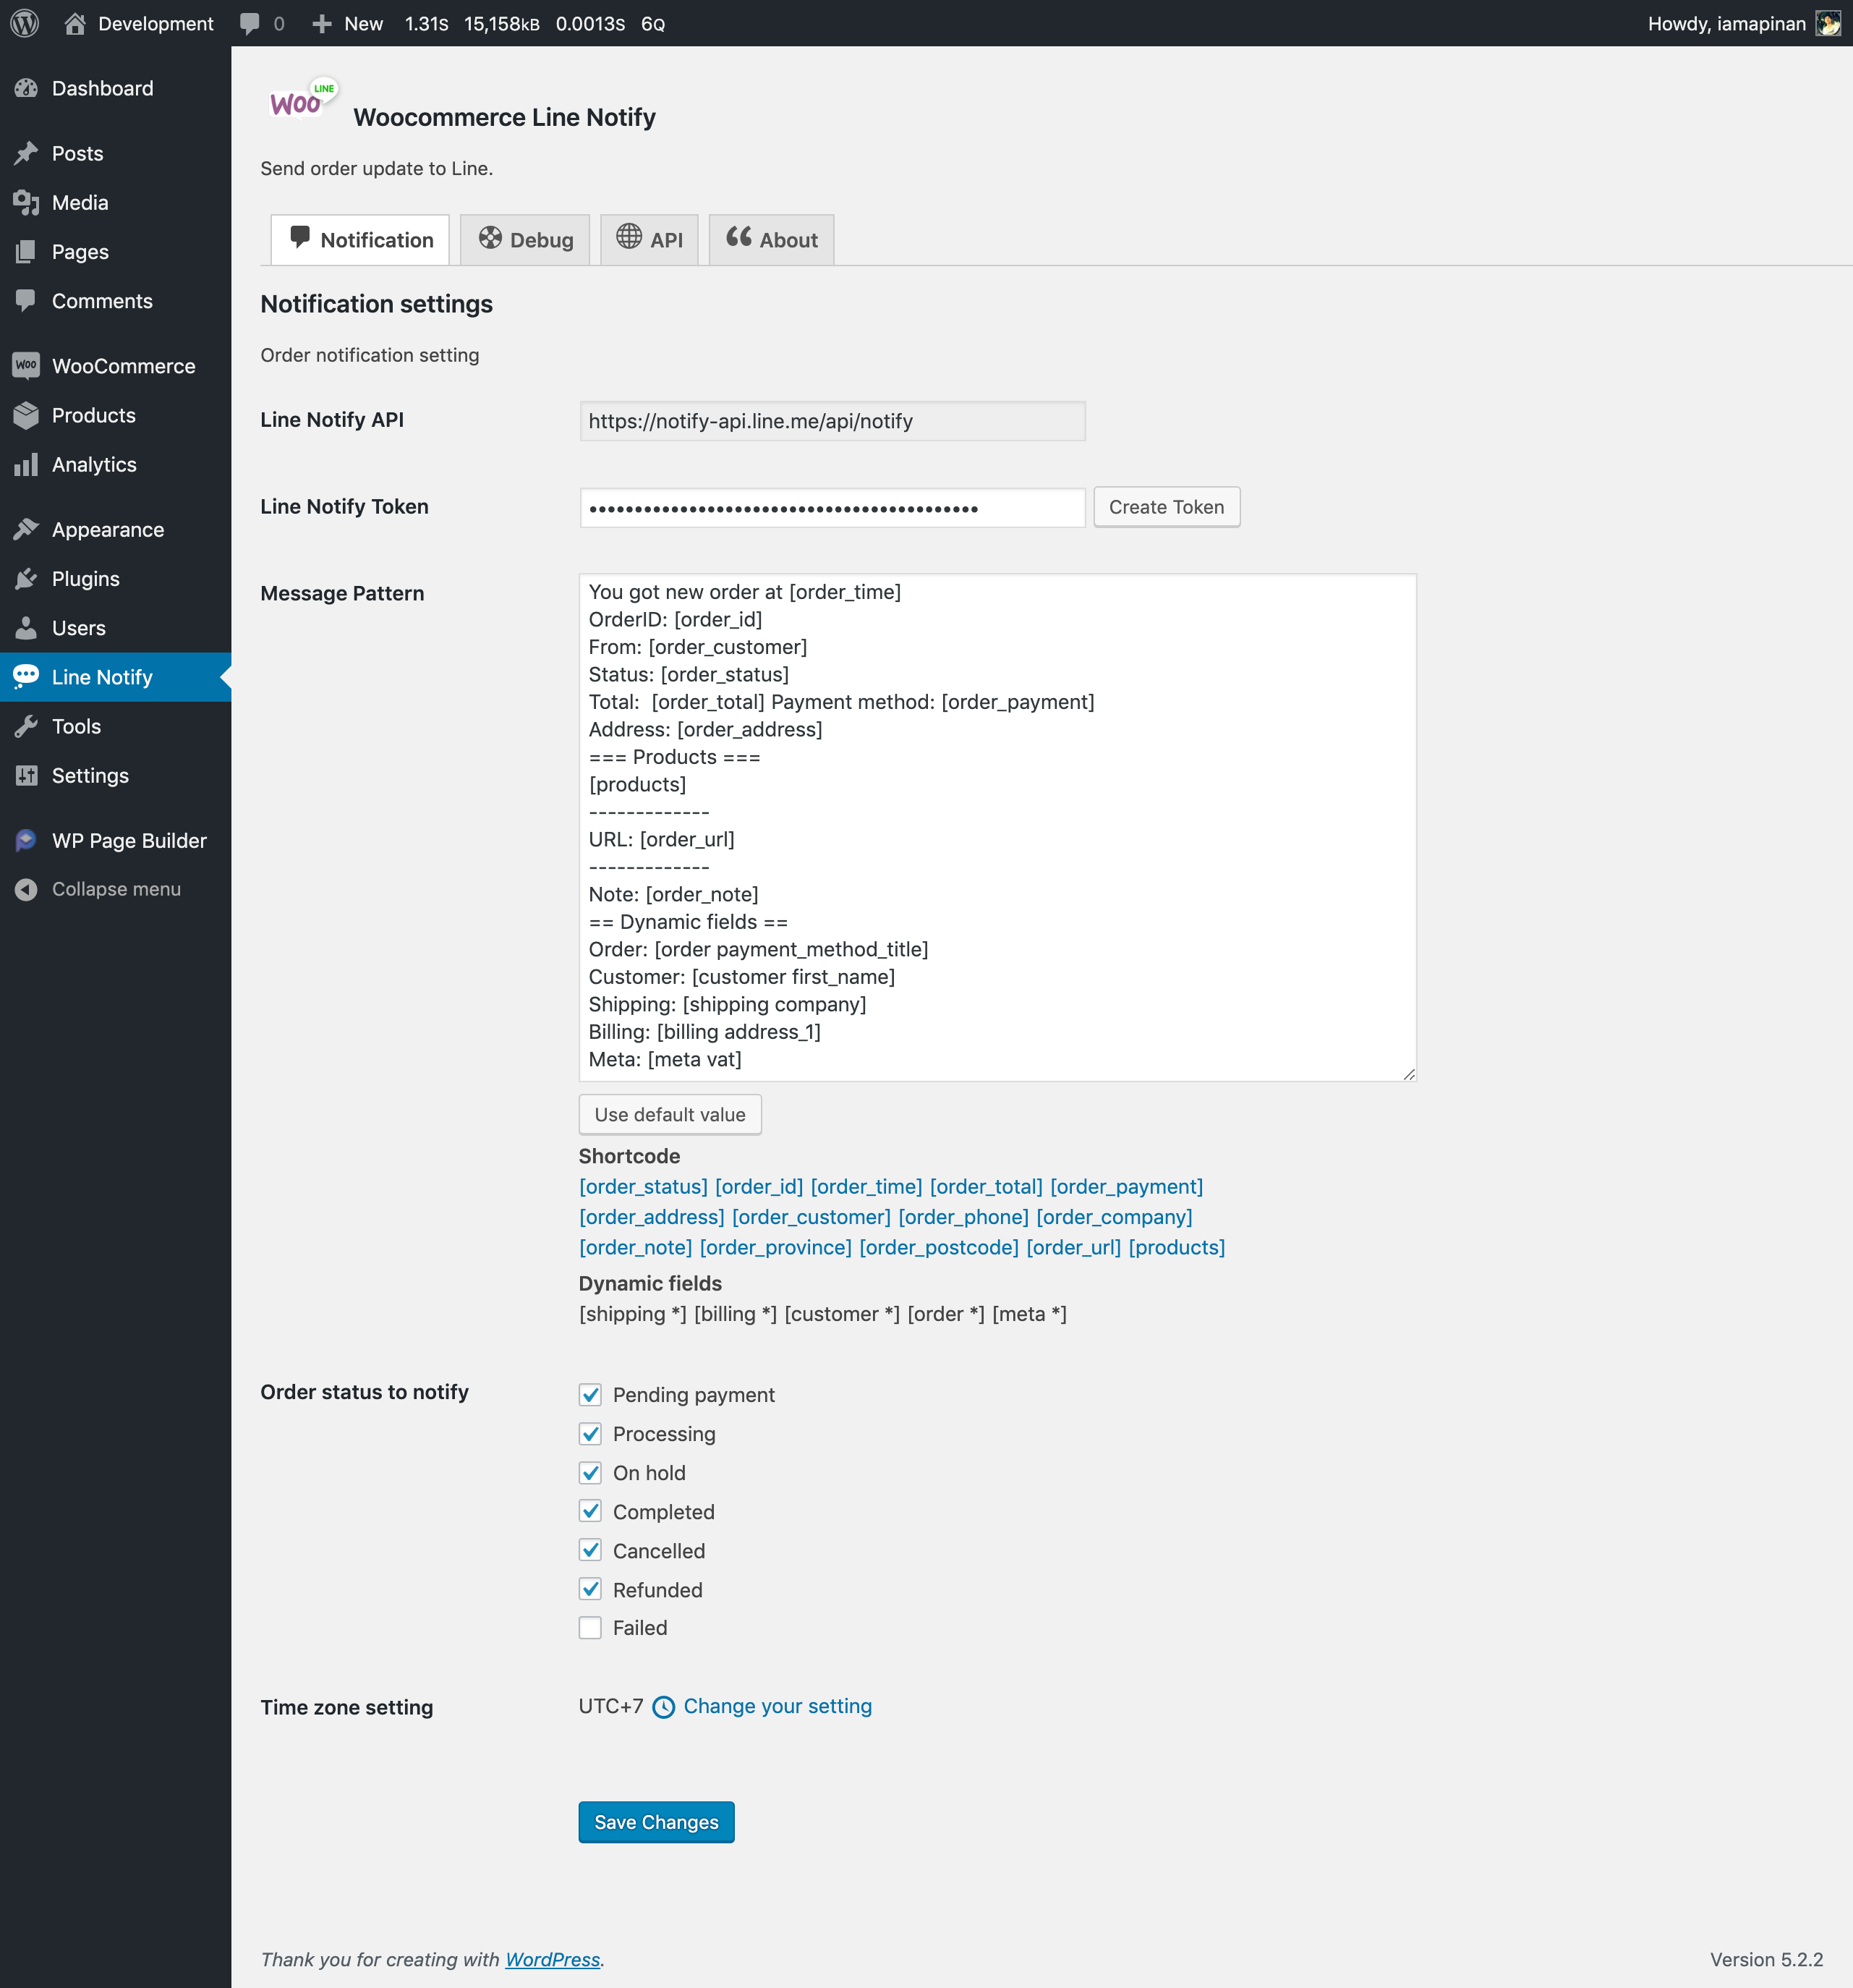 Development 0 New 1.31s 15,158kB 0.0013s 6Q Howdy, iamapinan
Dashboard
Posts
Media
Pages
Comments
WooCommerce
Products
Analytics
Appearance
Plugins
Users
Line Notify
Tools
Settings
WP Page Builder
Collapse menu
Woo LINE
Woocommerce Line Notify
Send order update to Line.
Notification Debug API About
Notification settings
Order notification setting
Line Notify API https://notify-api.line.me/api/notify
Line Notify Token ••••••••••••••••••••••••••••••••••••••••••• Create Token
Message Pattern
You got new order at [order_time]
OrderID: [order_id]
From: [order_customer]
Status: [order_status]
Total:  [order_total] Payment method: [order_payment]
Address: [order_address]
=== Products ===
[products]
-------------
URL: [order_url]
-------------
Note: [order_note]
== Dynamic fields ==
Order: [order payment_method_title]
Customer: [customer first_name]
Shipping: [shipping company]
Billing: [billing address_1]
Meta: [meta vat]
Use default value
Shortcode
[order_status] [order_id] [order_time] [order_total] [order_payment]
[order_address] [order_customer] [order_phone] [order_company]
[order_note] [order_province] [order_postcode] [order_url] [products]
Dynamic fields
[shipping *] [billing *] [customer *] [order *] [meta *]
Order status to notify
Pending payment
Processing
On hold
Completed
Cancelled
Refunded
Failed
Time zone setting UTC+7 Change your setting
Save Changes
Thank you for creating with WordPress. Version 5.2.2